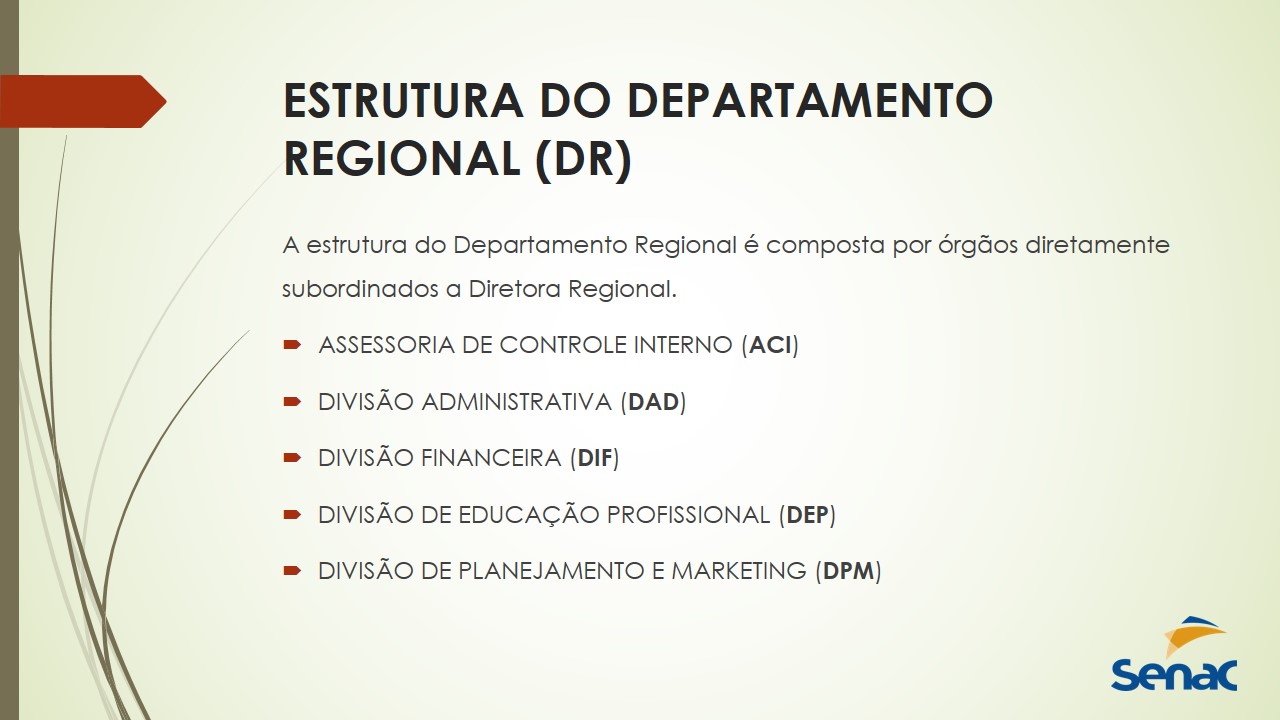 ESTRUTURA DO DEPARTAMENTO
REGIONAL (DR)
A estrutura do Departamento Regional é composta por órgãos diretamente
subordinados a Diretora Regional.
ASSESSORIA DE CONTROLE INTERNO (ACI)
DIVISÃO ADMINISTRATIVA (DAD)
DIVISÃO FINANCEIRA (DIF)
DIVISÃO DE EDUCAÇÃO PROFISSIONAL (DEP)
DIVISÃO DE PLANEJAMENTO E MARKETING (DPM)
Senac